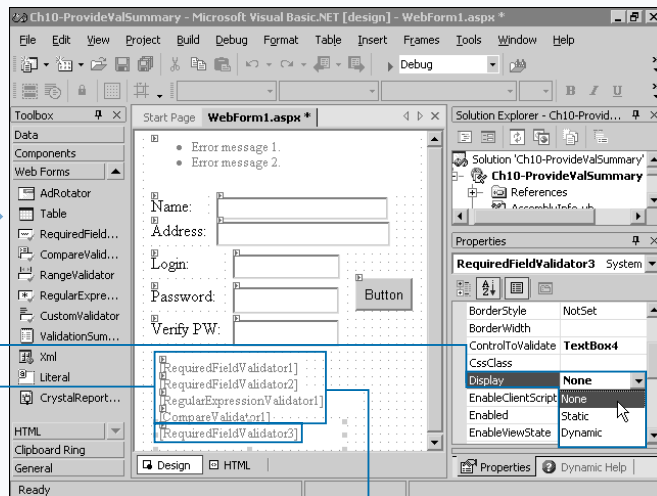 Ch10-ProvideValSummary - Microsoft Visual Basic.NET [design] - WebForm1.aspx *
File Edit View Project Build Debug Format Table Insert Frames Tools Window Help
Debug
B I U
Toolbox
Data
Components
Web Forms
AdRotator
Table
RequiredField...
CompareValid...
RangeValidator
RegularExpre...
CustomValidator
ValidationSum...
Xml
Literal
CrystalReport...
HTML
Clipboard Ring
General
Start Page WebForm1.aspx *
Error message 1.
Error message 2.
Name:
Address:
Login:
Password:
Button
Verify PW:
[RequiredFieldValidator1]
[RequiredFieldValidator2]
[RegularExpressionValidator1]
[CompareValidator1]
[RequiredFieldValidator3]
Design HTML
Solution Explorer - Ch10-Provid...
Solution 'Ch10-ProvideValSummary'
Ch10-ProvideValSummary
References
AssemblyInfo.vb
Properties
RequiredFieldValidator3 System
BorderStyle NotSet
BorderWidth
ControlToValidate TextBox4
CssClass
Display None
EnableClientScript None
Enabled Static
EnableViewState Dynamic
Properties Dynamic Help
Ready